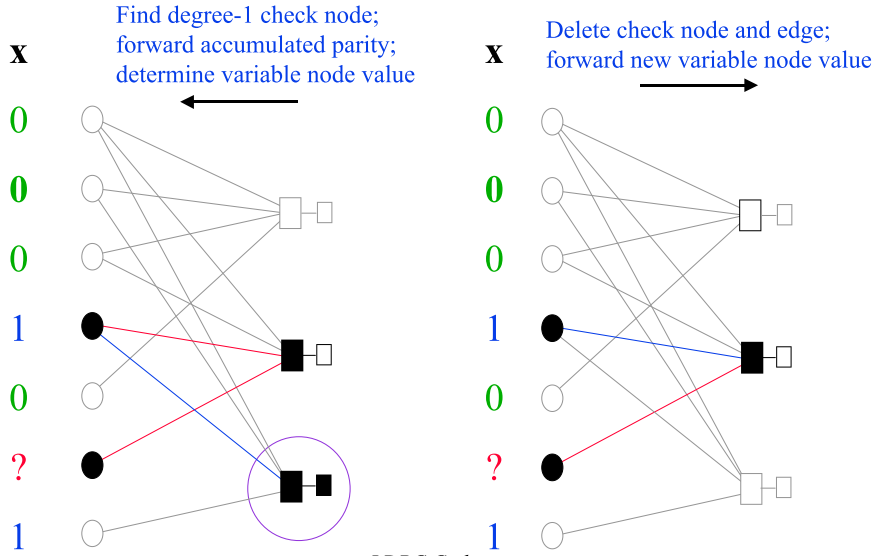 Find degree-1 check node;
forward accumulated parity;
determine variable node value
x
0
0
0
1
0
?
1
Delete check node and edge;
forward new variable node value
x
0
0
0
1
0
?
1